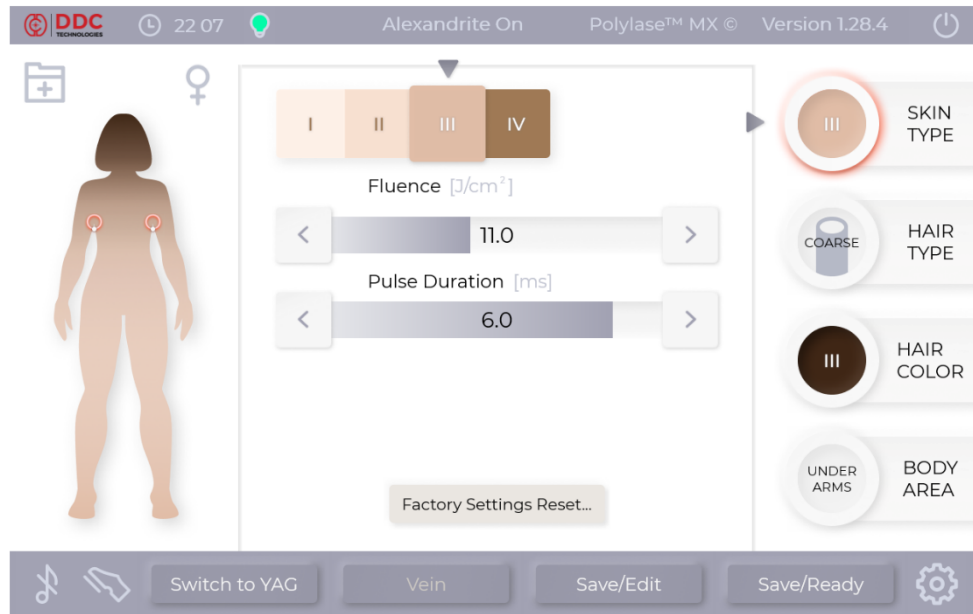 DDC
TECHNOLOGIES
22 07
Alexandrite On
Polylase™ MX ©
Version 1.28.4
I
II
III
IV
Fluence [J/cm²]
11.0
Pulse Duration [ms]
6.0
Factory Settings Reset...
III
SKIN
TYPE
COARSE
HAIR
TYPE
III
HAIR
COLOR
UNDER
ARMS
BODY
AREA
Switch to YAG
Vein
Save/Edit
Save/Ready